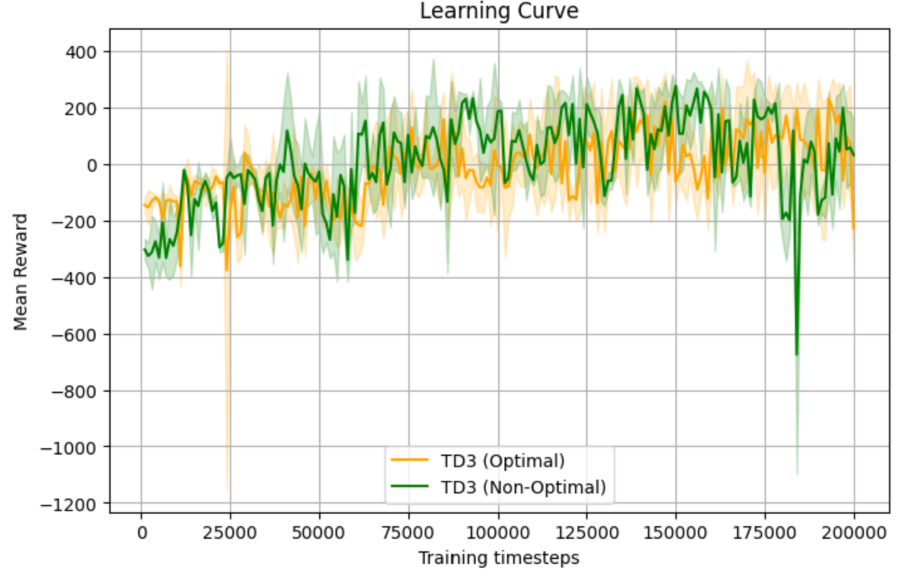 Learning Curve
400
200
0
−200
−400
−600
−800
−1000
−1200
Mean Reward
TD3 (Optimal)
TD3 (Non-Optimal)
0 25000 50000 75000 100000 125000 150000 175000 200000
Training timesteps